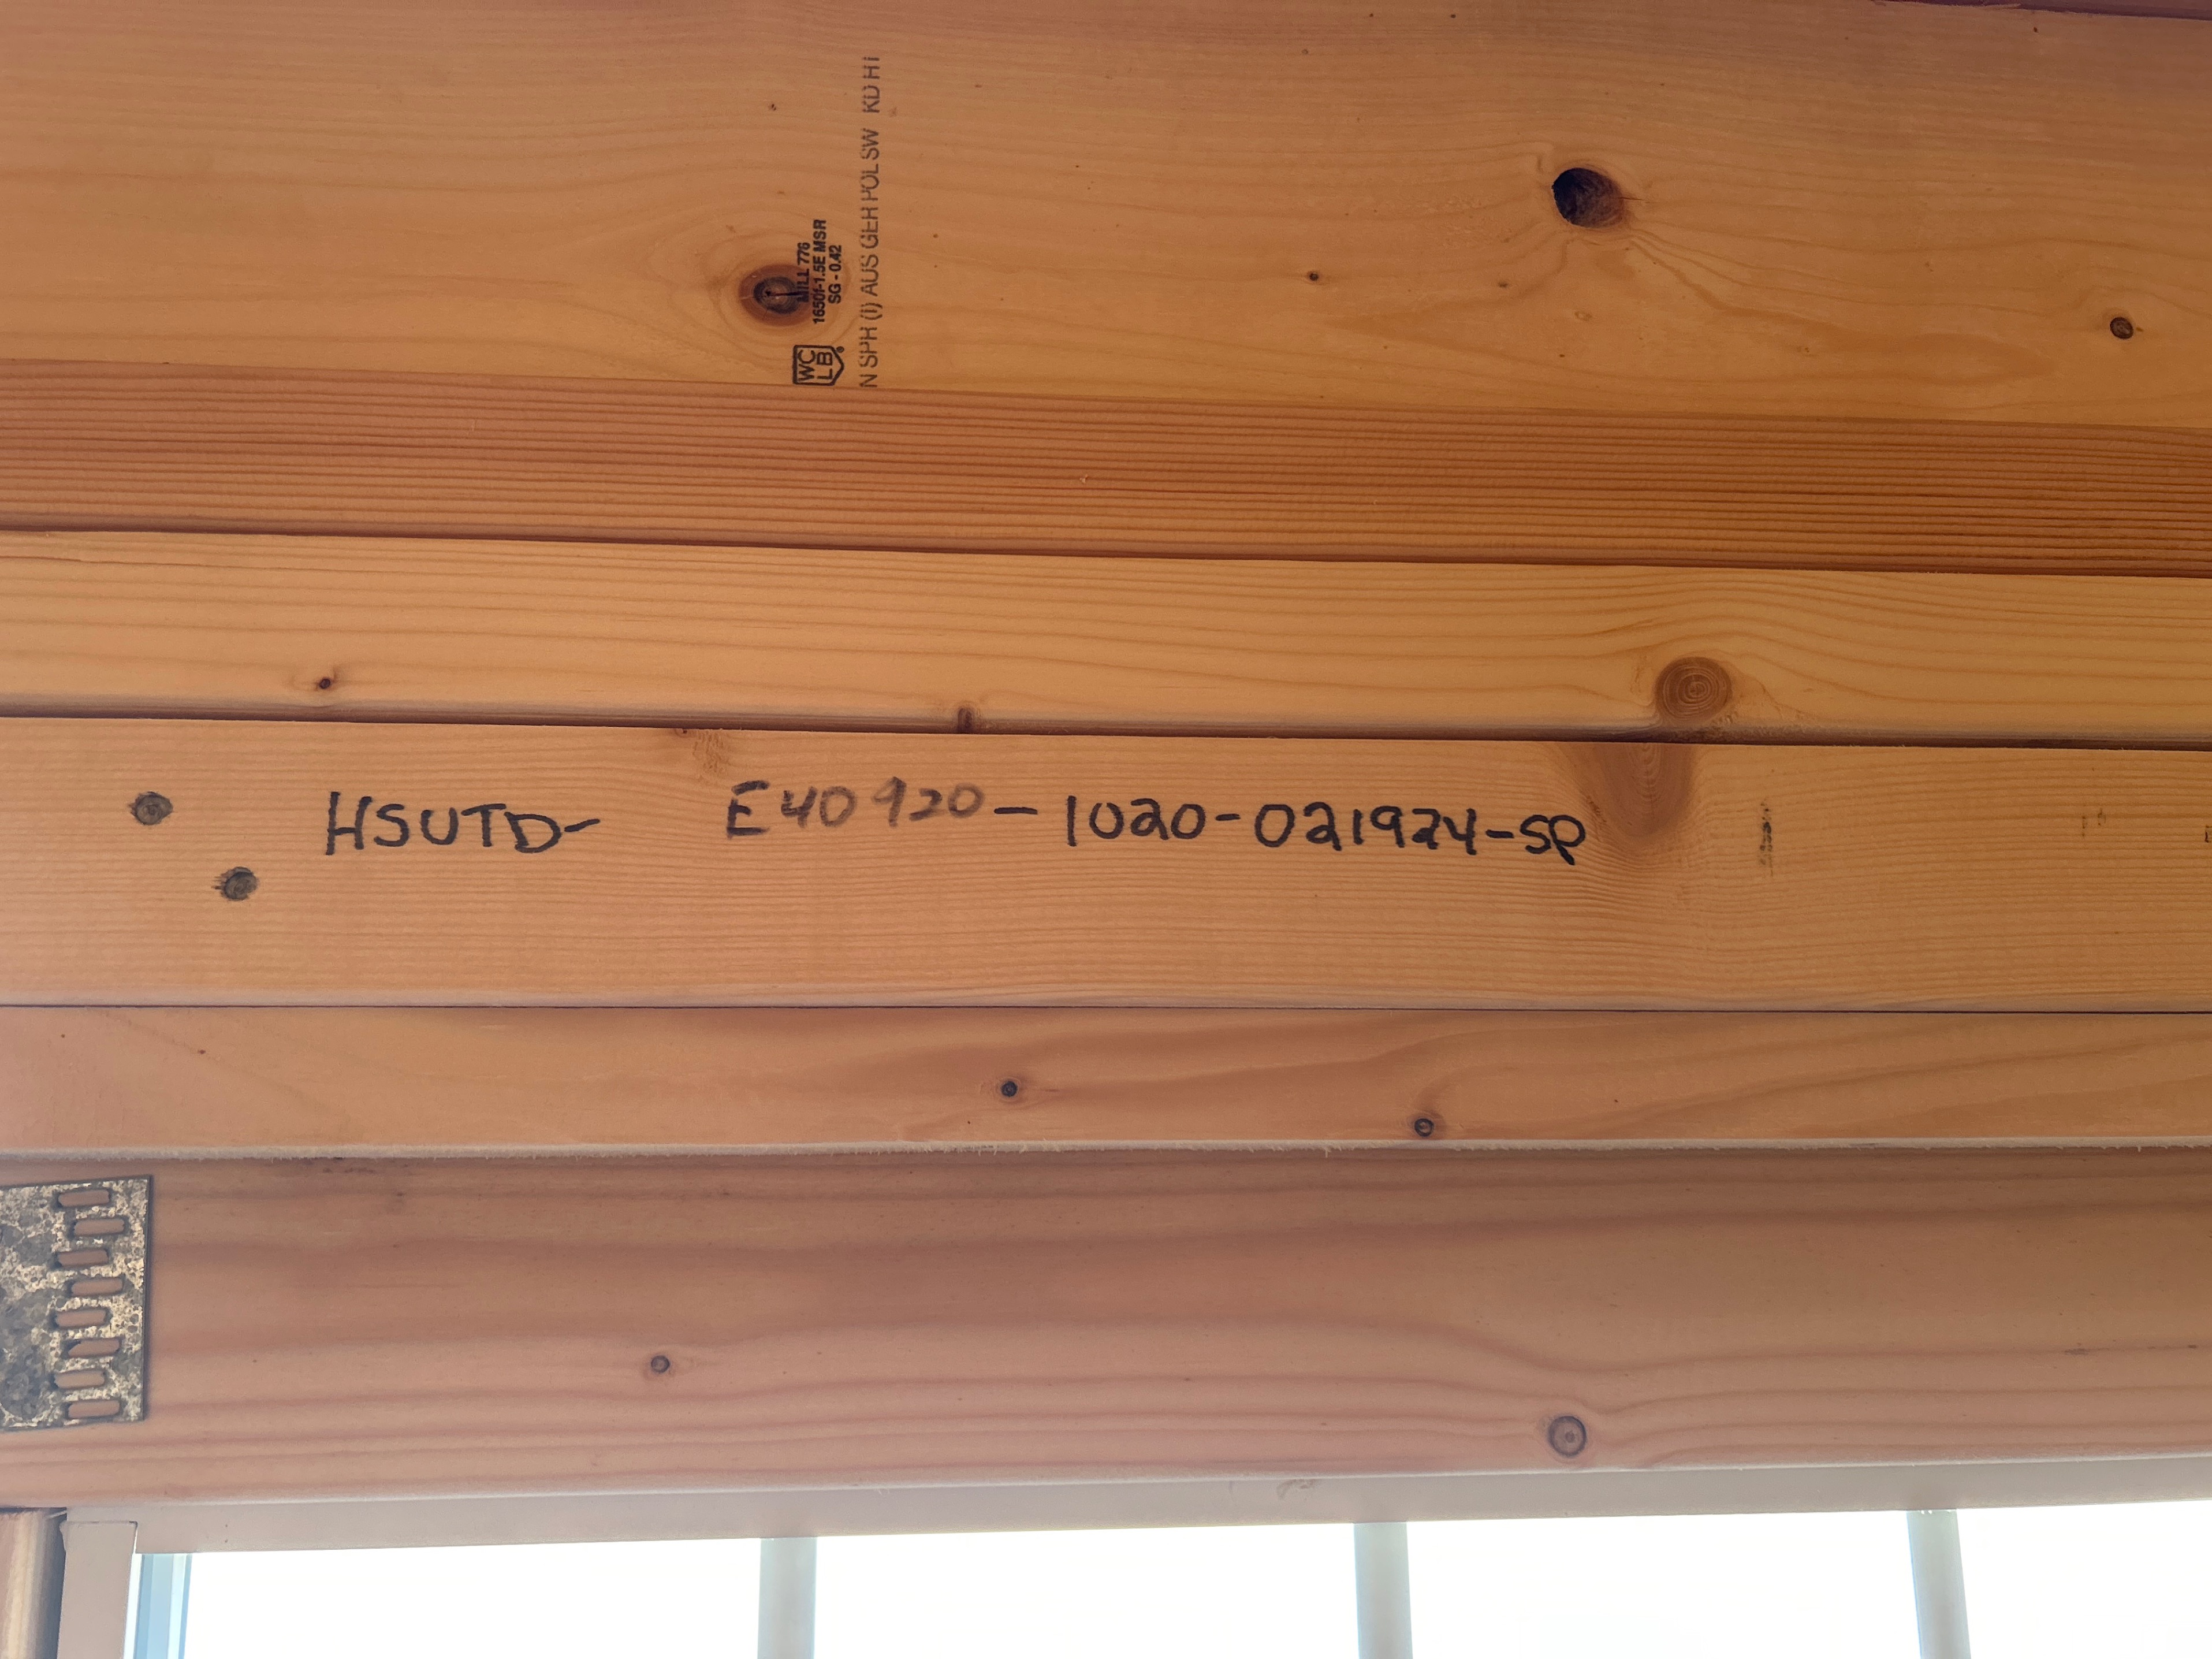 MILL 776
1650f-1.5E MSR
SG - 0.42
WC
LB
N SPH (I) AUS GER POL SW KD HT
HSUTD- E40920-1020-021924-SP